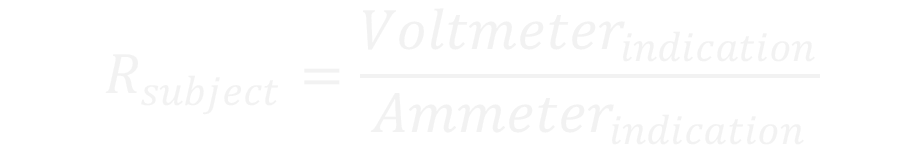 R_subject = Voltmeter_indication / Ammeter_indication